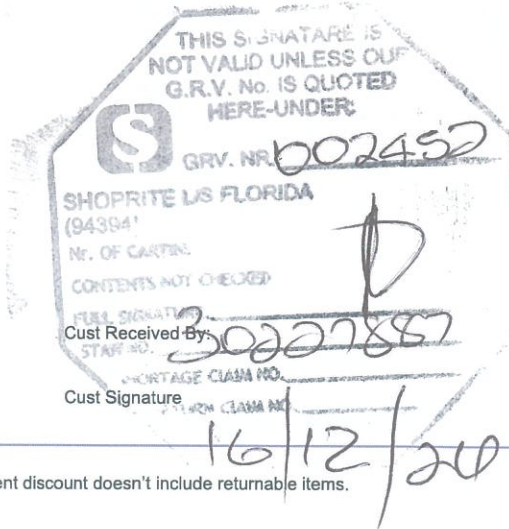 THIS SIGNATARE IS
NOT VALID UNLESS OUR
G.R.V. No. IS QUOTED
HERE-UNDER:
S
GRV. NR. 002452
SHOPRITE L/S FLORIDA
(94394)
Nr. OF
CONTENTS NOT CHECKED
FULL SIGNATURE
Cust Received By:
STAFF NO. 30227887
SHORTAGE CLAIM NO.
Cust Signature
CLAIM NO
16/12/24
ent discount doesn't include returnable items.